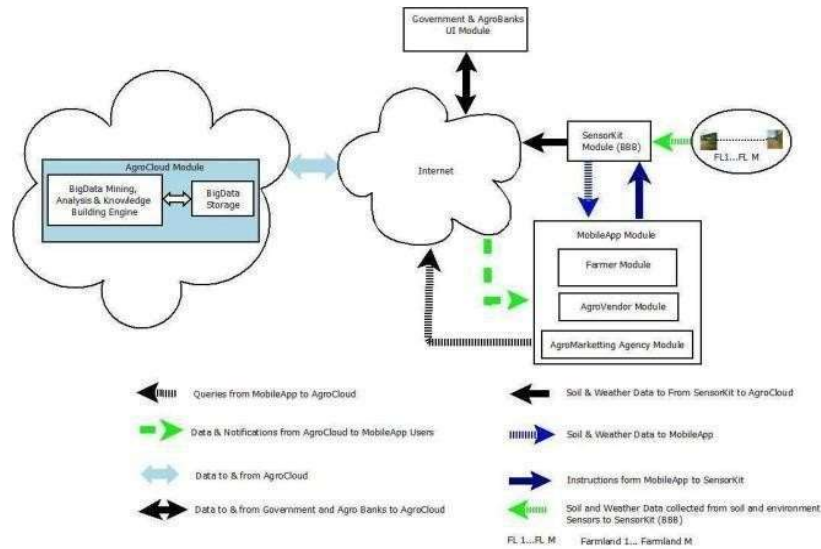 Government & AgroBanks
UI Module
AgroCloud Module
BigData Mining,
Analysis & Knowledge
Building Engine
BigData
Storage
Internet
SensorKit
Module (BBB)
FL1...FL M
MobileApp Module
Farmer Module
AgroVendor Module
AgroMarketting Agency Module
Queries from MobileApp to AgroCloud
Data & Notifications from AgroCloud to MobileApp Users
Data to & from AgroCloud
Data to & from Government and Agro Banks to AgroCloud
Soil & Weather Data to From SensorKit to AgroCloud
Soil & Weather Data to MobileApp
Instructions form MobileApp to SensorKit
Soil and Weather Data collected from soil and environment
Sensors to SensorKit (BBB)
FL 1...FL M Farmland 1... Farmland M